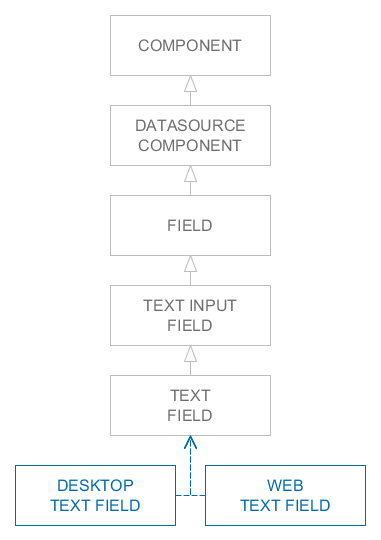 COMPONENT
DATASOURCE
COMPONENT
FIELD
TEXT INPUT
FIELD
TEXT
FIELD
DESKTOP
TEXT FIELD
WEB
TEXT FIELD